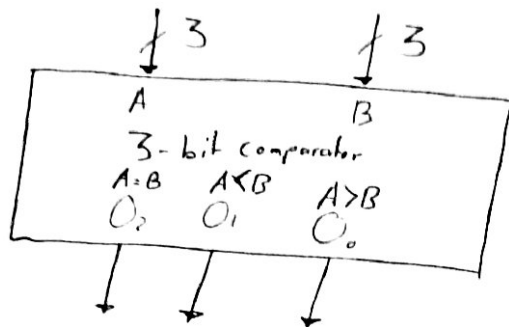 3 3
A B
3-bit comparator
A=B A<B A>B
O₂ O₁ O₀